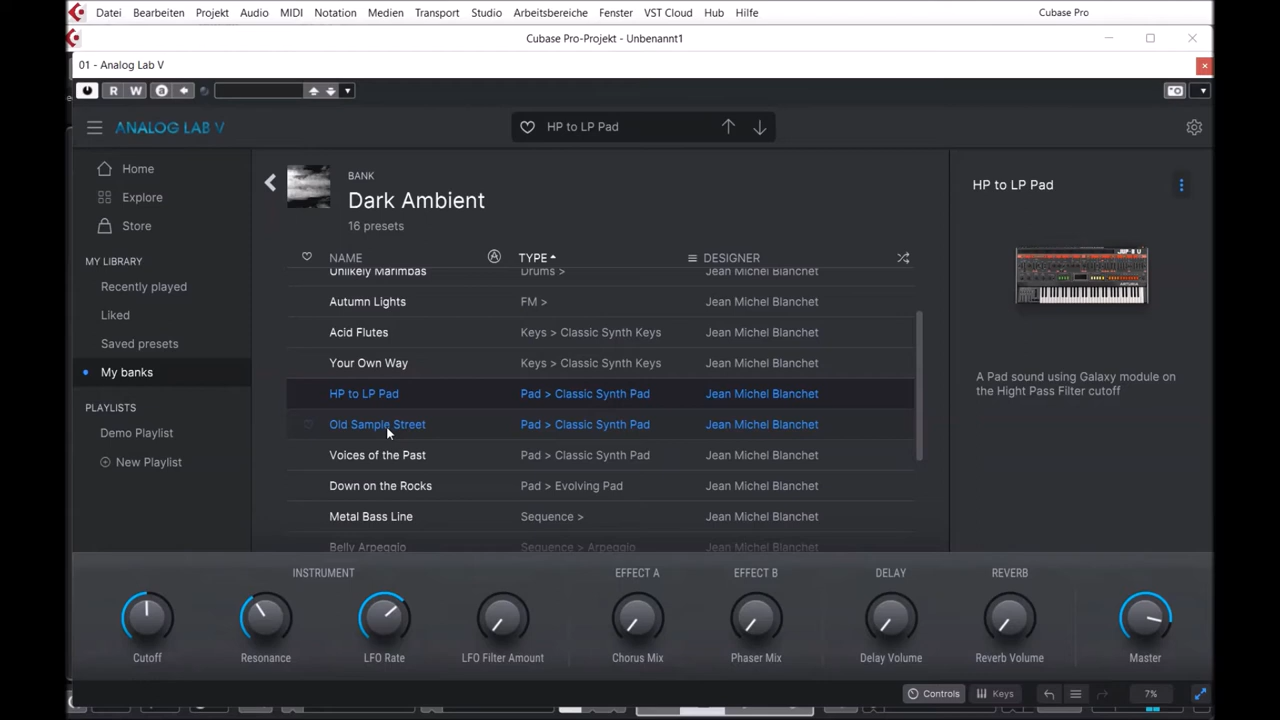 Datei Bearbeiten Projekt Audio MIDI Notation Medien Transport Studio Arbeitsbereiche Fenster VST Cloud Hub Hilfe Cubase Pro
Cubase Pro-Projekt - Unbenannt1
01 - Analog Lab V
R W a
ANALOG LAB V
HP to LP Pad
Home
Explore
Store
MY LIBRARY
Recently played
Liked
Saved presets
My banks
PLAYLISTS
Demo Playlist
New Playlist
BANK
Dark Ambient
16 presets
NAME TYPE DESIGNER
Unlikely Marimbas Drums > Jean Michel Blanchet
Autumn Lights FM > Jean Michel Blanchet
Acid Flutes Keys > Classic Synth Keys Jean Michel Blanchet
Your Own Way Keys > Classic Synth Keys Jean Michel Blanchet
HP to LP Pad Pad > Classic Synth Pad Jean Michel Blanchet
Old Sample Street Pad > Classic Synth Pad Jean Michel Blanchet
Voices of the Past Pad > Classic Synth Pad Jean Michel Blanchet
Down on the Rocks Pad > Evolving Pad Jean Michel Blanchet
Metal Bass Line Sequence > Jean Michel Blanchet
Belly Arpeggio Sequence > Arpeggio Jean Michel Blanchet
HP to LP Pad
A Pad sound using Galaxy module on
the Hight Pass Filter cutoff
INSTRUMENT EFFECT A EFFECT B DELAY REVERB
Cutoff Resonance LFO Rate LFO Filter Amount Chorus Mix Phaser Mix Delay Volume Reverb Volume Master
Controls Keys 7%